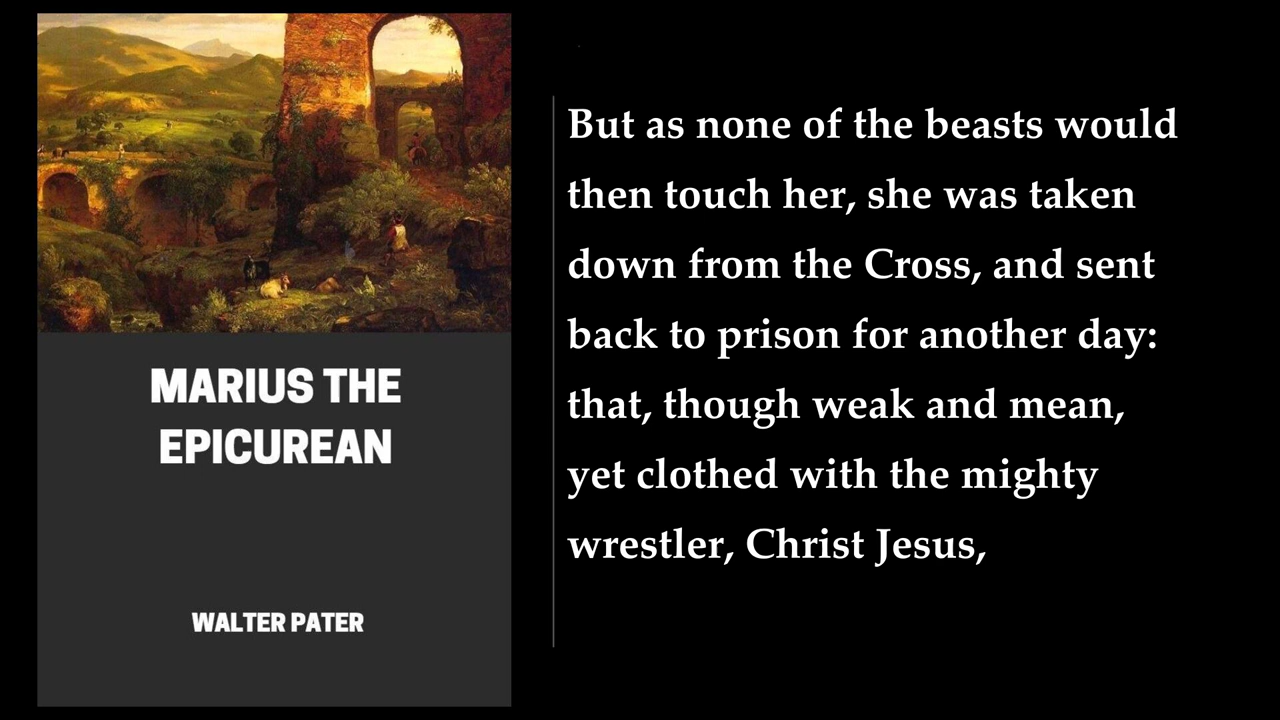 MARIUS THE
EPICUREAN
WALTER PATER
But as none of the beasts would
then touch her, she was taken
down from the Cross, and sent
back to prison for another day:
that, though weak and mean,
yet clothed with the mighty
wrestler, Christ Jesus,